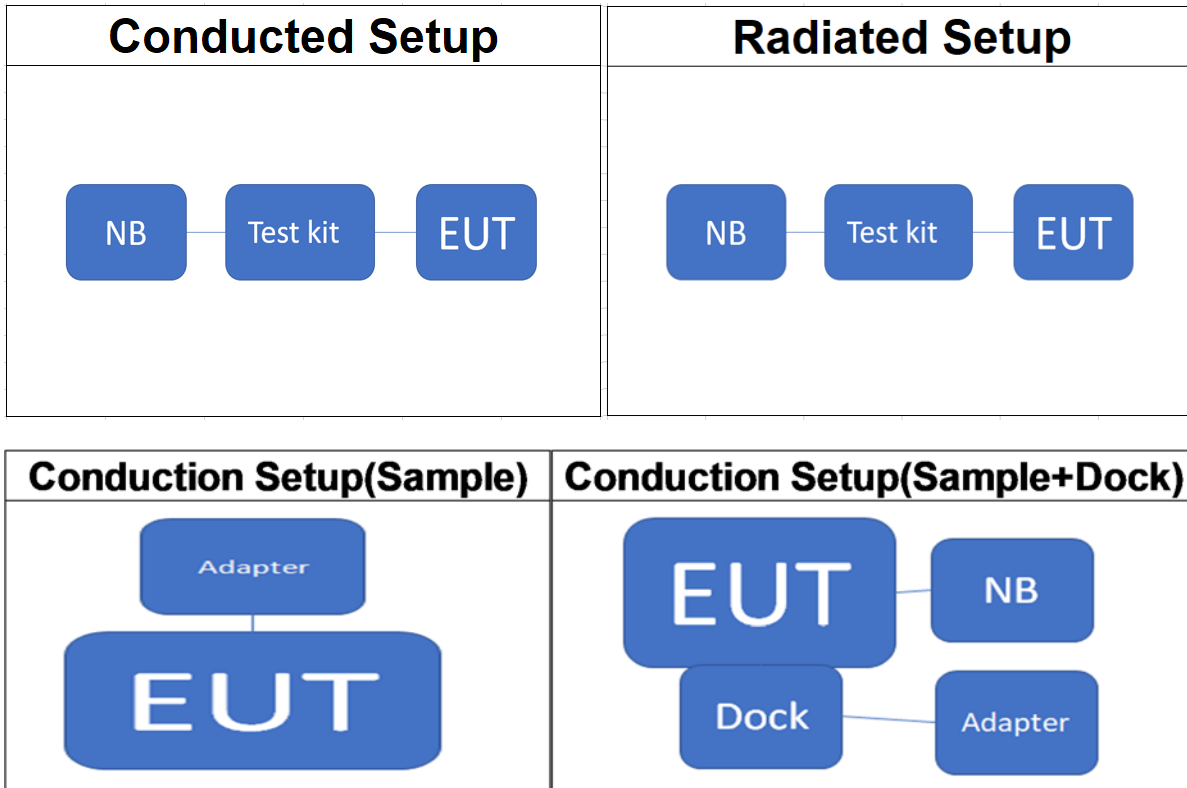 Conducted Setup
Radiated Setup
NB
Test kit
EUT
NB
Test kit
EUT
Conduction Setup(Sample)
Conduction Setup(Sample+Dock)
Adapter
EUT
EUT
NB
Dock
Adapter